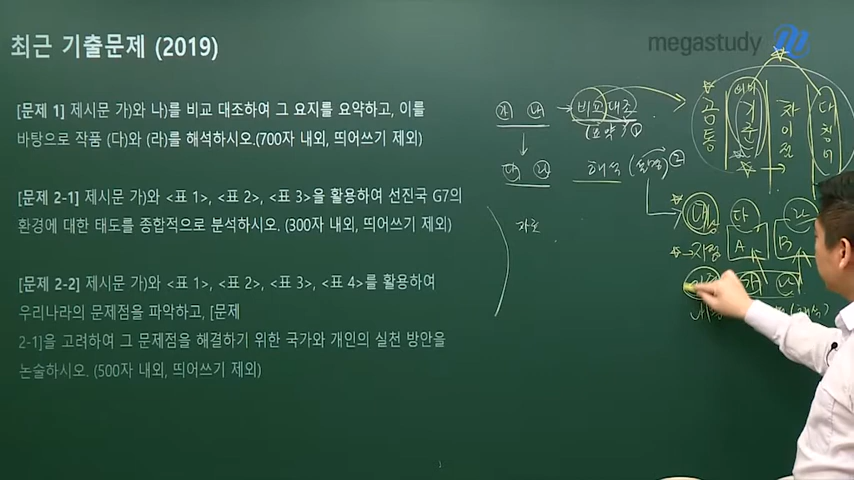 최근 기출문제 (2019)
megastudy
[문제 1] 제시문 가)와 나)를 비교 대조하여 그 요지를 요약하고, 이를
바탕으로 작품 (다)와 (라)를 해석하시오.(700자 내외, 띄어쓰기 제외)
[문제 2-1] 제시문 가)와 <표 1>, <표 2>, <표 3>을 활용하여 선진국 G7의
환경에 대한 태도를 종합적으로 분석하시오. (300자 내외, 띄어쓰기 제외)
[문제 2-2] 제시문 가)와 <표 1>, <표 2>, <표 3>, <표 4>를 활용하여
우리나라의 문제점을 파악하고, [문제
2-1]을 고려하여 그 문제점을 해결하기 위한 국가와 개인의 실천 방안을
논술하시오. (500자 내외, 띄어쓰기 제외)
가 나 → 비교 대조
(요약) ①
해석 ②
공통
기준
차이점
대칭어
대상 다
A B